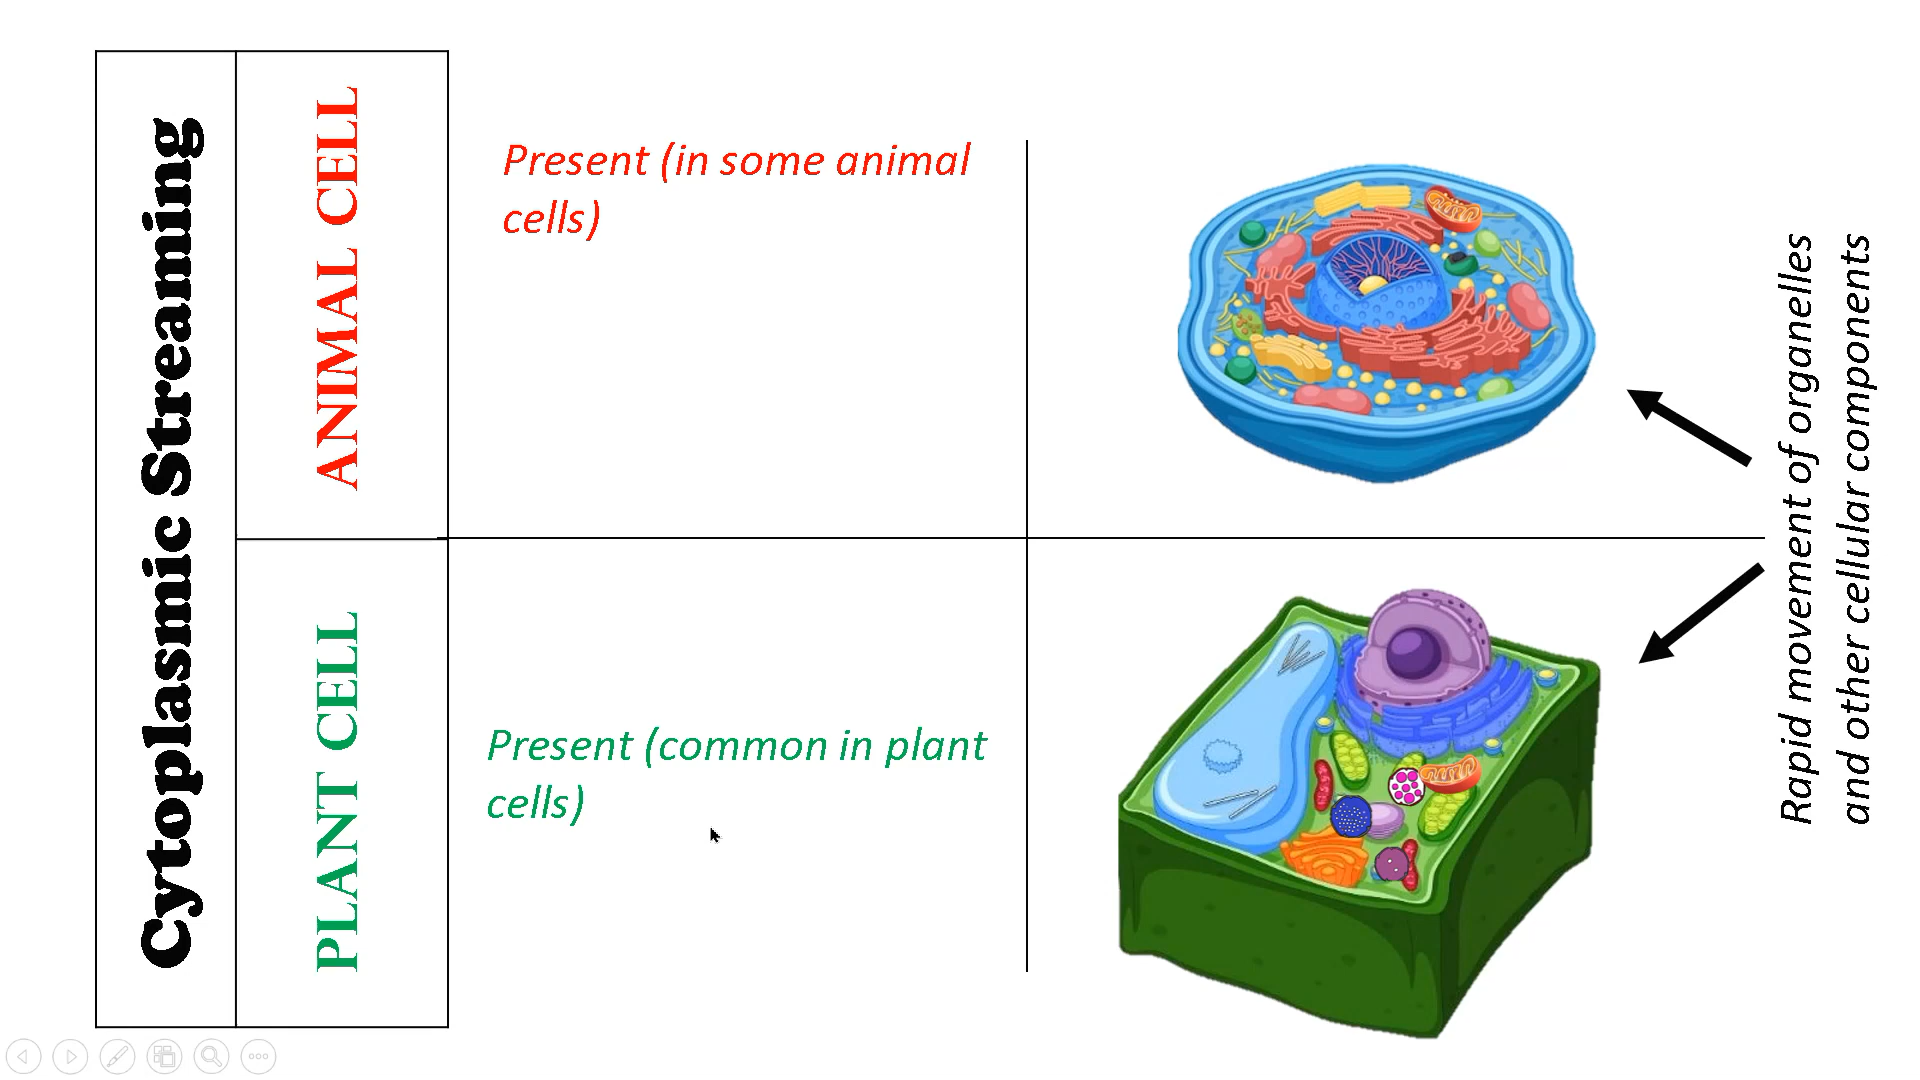 Cytoplasmic Streaming
ANIMAL CELL
Present (in some animal
cells)
PLANT CELL
Present (common in plant
cells)
Rapid movement of organelles
and other cellular components